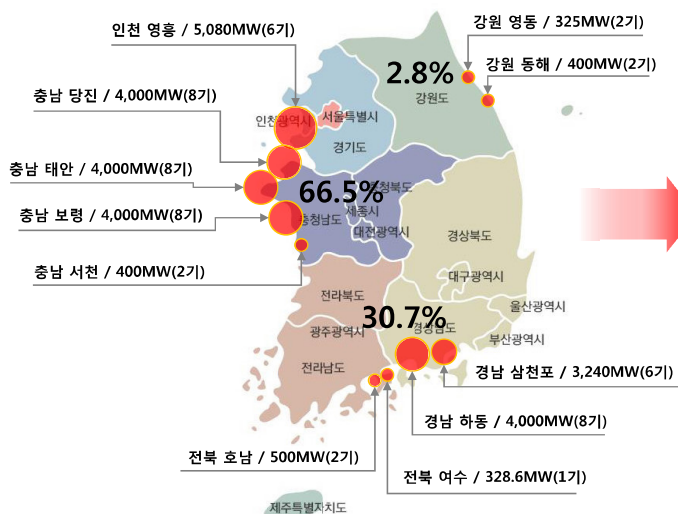 인천 영흥 / 5,080MW(6기)
강원 영동 / 325MW(2기)
강원 동해 / 400MW(2기)
2.8%
강원도
충남 당진 / 4,000MW(8기)
인천광역시
서울특별시
경기도
충남 태안 / 4,000MW(8기)
66.5%
충청북도
충남 보령 / 4,000MW(8기)
충청남도
세종시
대전광역시
경상북도
충남 서천 / 400MW(2기)
대구광역시
전라북도
울산광역시
30.7%
광주광역시
경상남도
부산광역시
전라남도
경남 삼천포 / 3,240MW(6기)
경남 하동 / 4,000MW(8기)
전북 호남 / 500MW(2기)
전북 여수 / 328.6MW(1기)
제주특별자치도